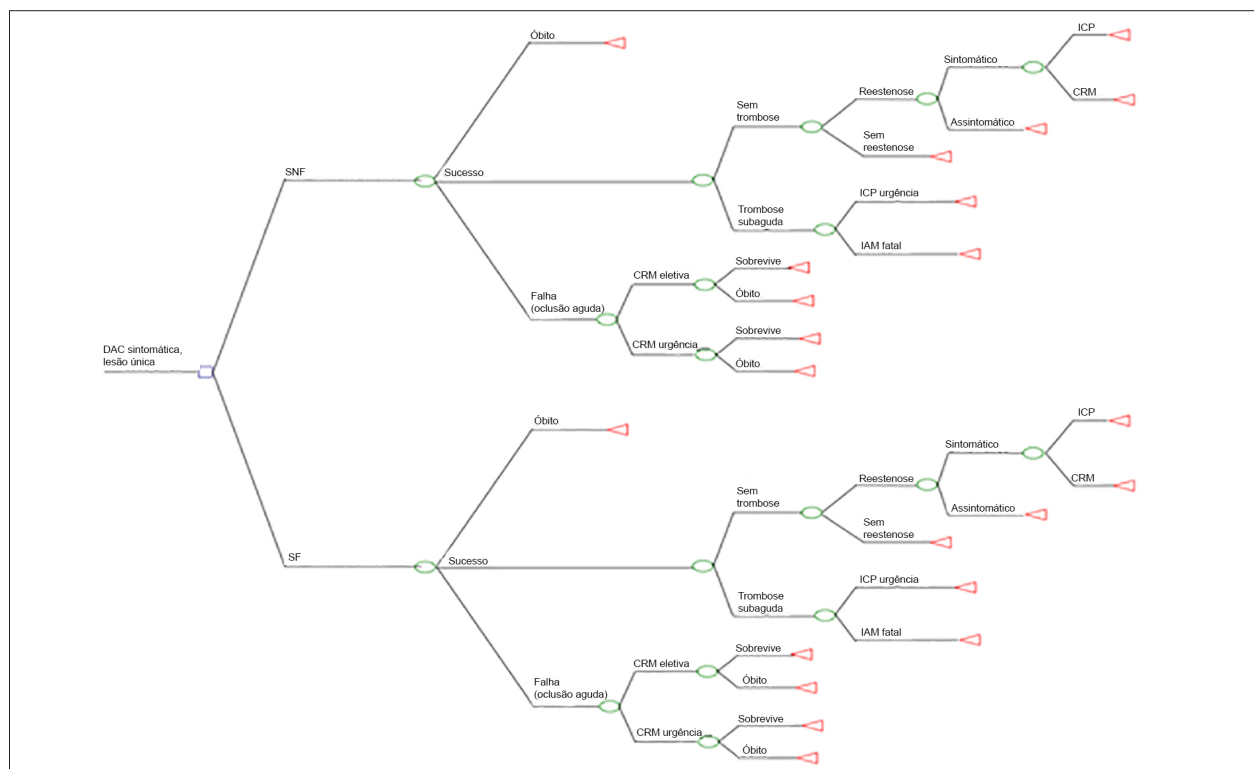 DAC sintomática,
lesão única
SNF
Óbito
Sucesso
Sem
trombose
Reestenose
Sintomático
ICP
CRM
Assintomático
Sem
reestenose
Trombose
subaguda
ICP urgência
IAM fatal
Falha
(oclusão aguda)
CRM eletiva
Sobrevive
Óbito
CRM urgência
Sobrevive
Óbito
SF
Óbito
Sucesso
Sem
trombose
Reestenose
Sintomático
ICP
CRM
Assintomático
Sem
reestenose
Trombose
subaguda
ICP urgência
IAM fatal
Falha
(oclusão aguda)
CRM eletiva
Sobrevive
Óbito
CRM urgência
Sobrevive
Óbito